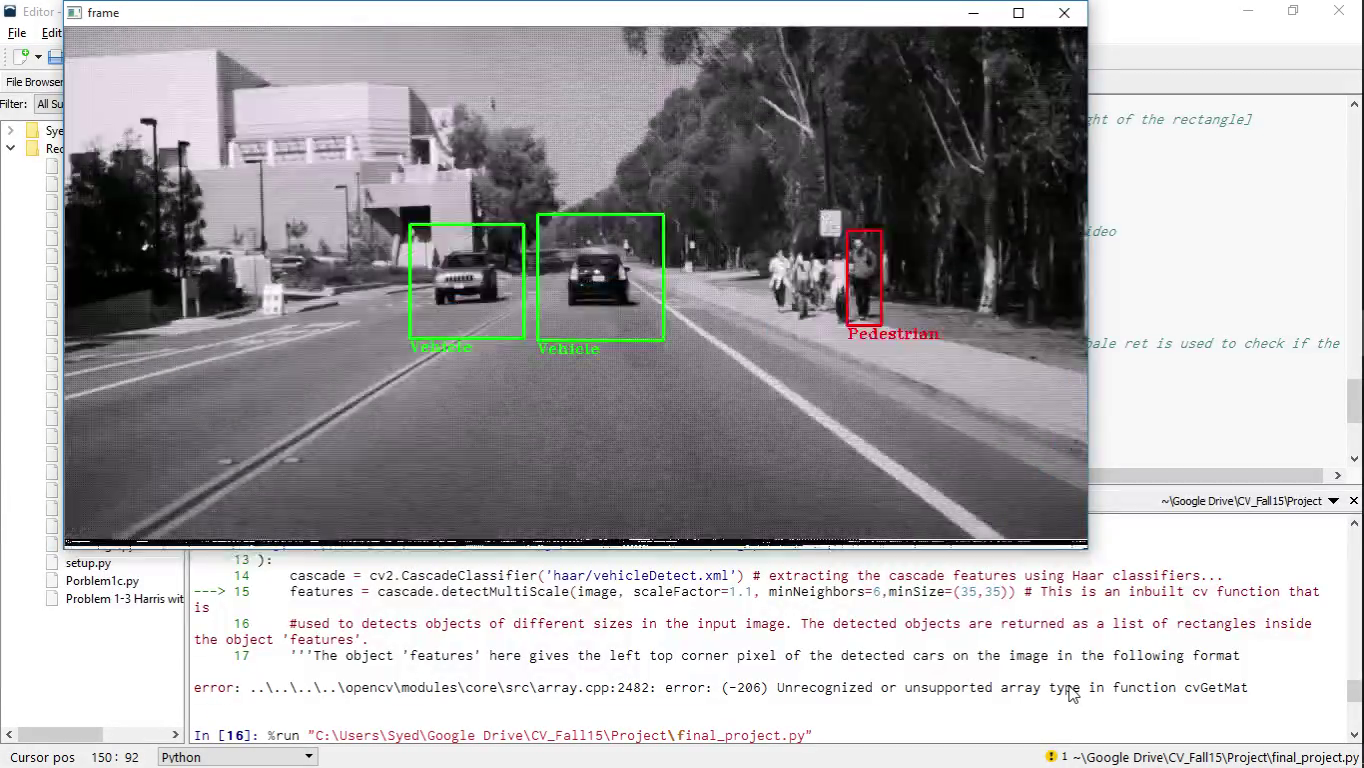 Editor -
frame
File Edit
File Browser
Filter: All Su
Sye
Rec
ght of the rectangle]
ideo
bale ret is used to check if the
Vehicle
Vehicle
Pedestrian
~\Google Drive\CV_Fall15\Project
setup.py
Porblem1c.py
Problem 1-3 Harris wit
13 ):
14 cascade = cv2.CascadeClassifier('haar/vehicleDetect.xml') # extracting the cascade features using Haar classifiers...
---> 15 features = cascade.detectMultiScale(image, scaleFactor=1.1, minNeighbors=6,minSize=(35,35)) # This is an inbuilt cv function that
is
16 #used to detects objects of different sizes in the input image. The detected objects are returned as a list of rectangles inside
the object 'features'.
17 '''The object 'features' here gives the left top corner pixel of the detected cars on the image in the following format
error: ..\..\..\..\opencv\modules\core\src\array.cpp:2482: error: (-206) Unrecognized or unsupported array type in function cvGetMat
In [16]: %run "C:\Users\Syed\Google Drive\CV_Fall15\Project\final_project.py"
Cursor pos 150: 92 Python 1 ~\Google Drive\CV_Fall15\Project\final_project.py